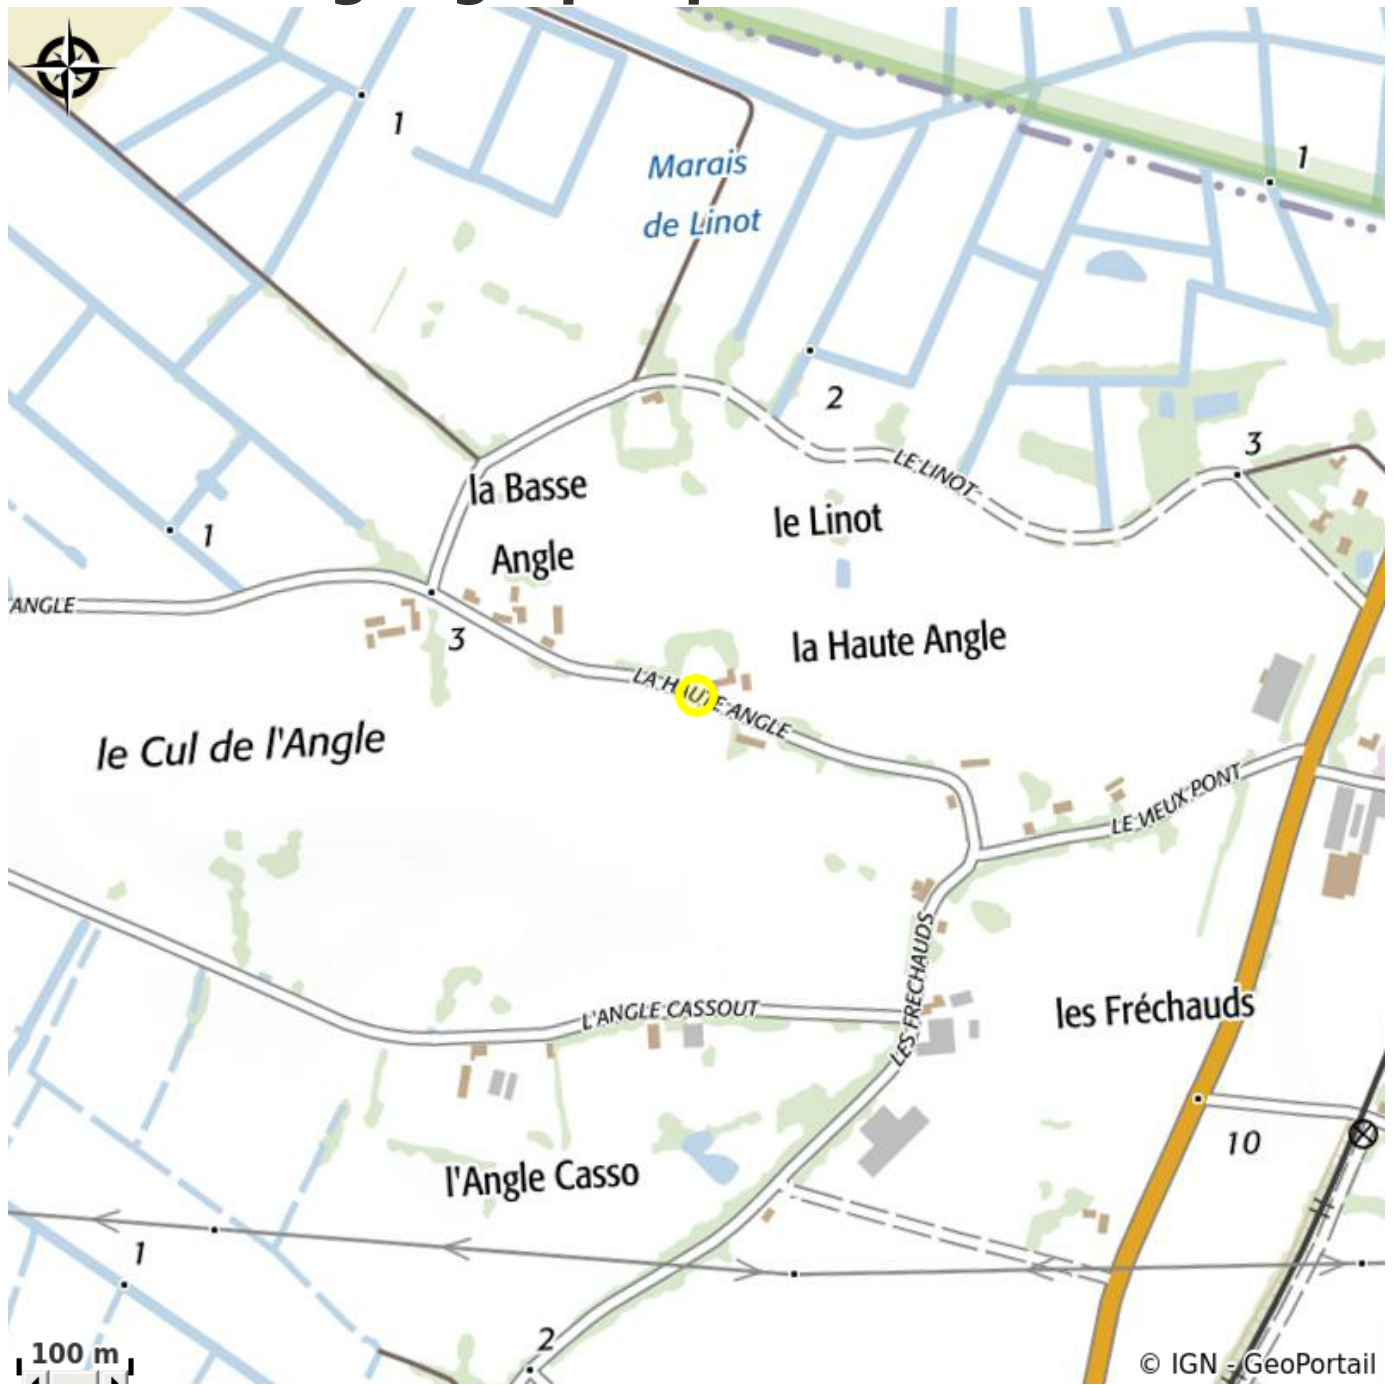 1
Marais
de Linot
1
2
LE LINOT
3
la Basse
Angle
le Linot
1
ANGLE
3
la Haute Angle
LA HAUTE ANGLE
le Cul de l'Angle
LE VIEUX PONT
LES FRECHAUDS
L'ANGLE CASSOUT
les Fréchauds
l'Angle Casso
10
1
2
100 m
© IGN - GeoPortail